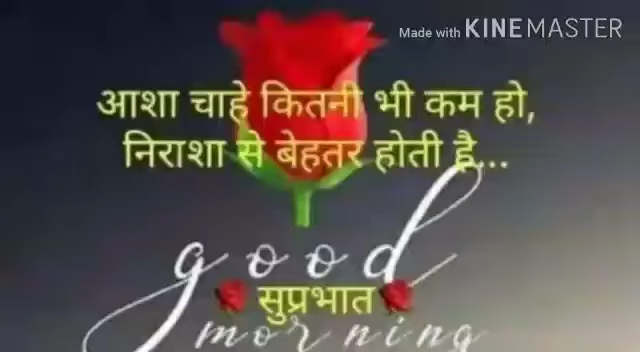 Made with KINEMASTER
आशा चाहे कितनी भी कम हो,
निराशा से बेहतर होती है...
good
सुप्रभात
morning